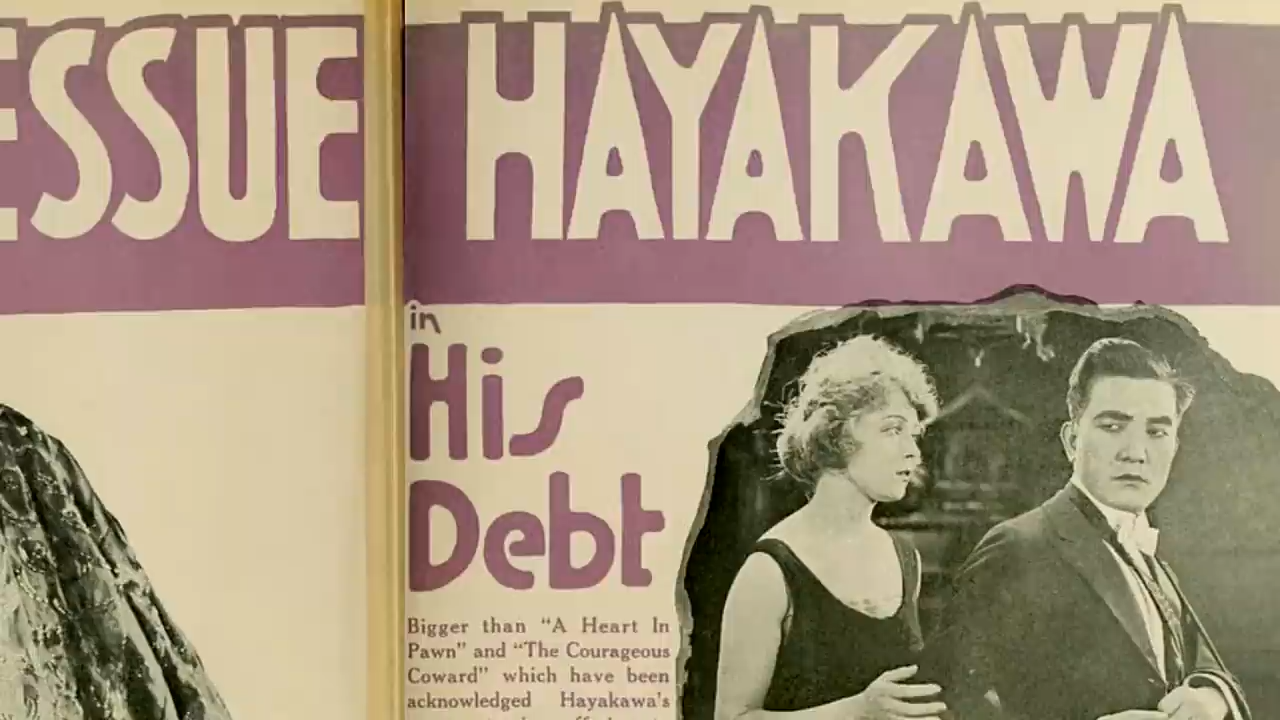 ESSUE HAYAKAWA
in
His
Debt
Bigger than “A Heart In
Pawn” and “The Courageous
Coward” which have been
acknowledged Hayakawa’s